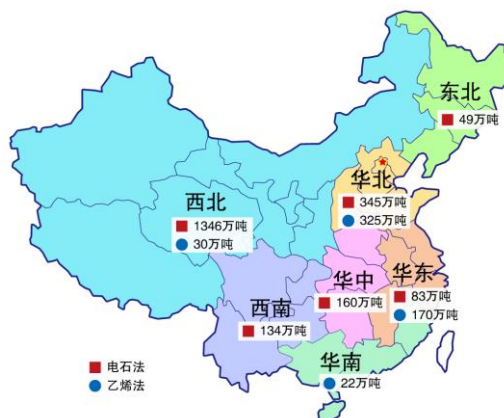 东北
49万吨
华北
345万吨
325万吨
西北
1346万吨
30万吨
华中
160万吨
华东
83万吨
170万吨
西南
134万吨
华南
22万吨
电石法
乙烯法